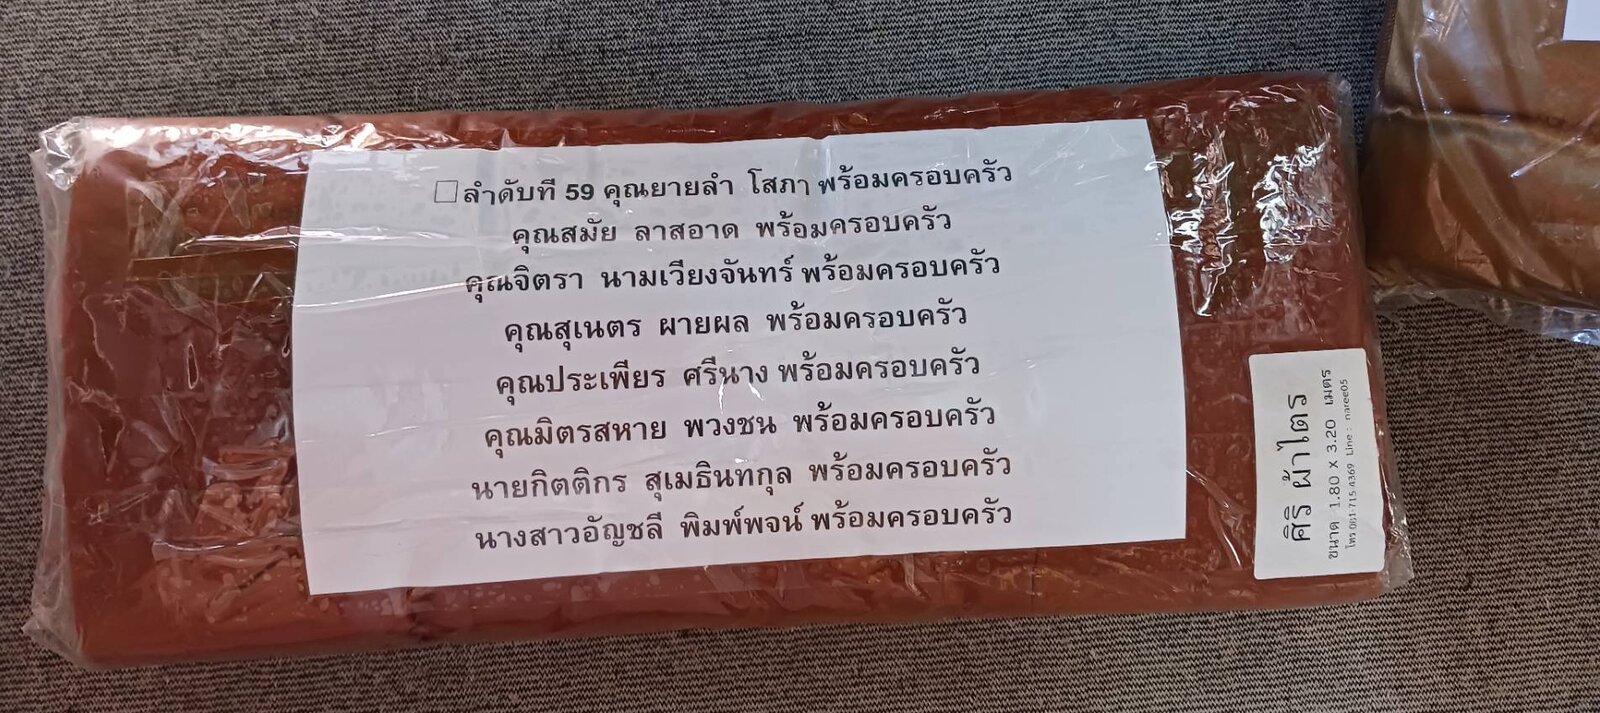 ☐ ลำดับที่ 59 คุณยายลำ โสภา พร้อมครอบครัว
คุณสมัย ลาสอาด พร้อมครอบครัว
คุณจิตรา นามเวียงจันทร์ พร้อมครอบครัว
คุณสุเนตร ผายผล พร้อมครอบครัว
คุณประเพียร ศรีนาง พร้อมครอบครัว
คุณมิตรสหาย พวงชน พร้อมครอบครัว
นายกิตติกร สุเมธินทกุล พร้อมครอบครัว
นางสาวอัญชลี พิมพ์พจน์ พร้อมครอบครัว
ศิริ ผ้าไตร
ขนาด 1.80 X 3.20 เมตร
โทร 061-715 4369 Line : naree05